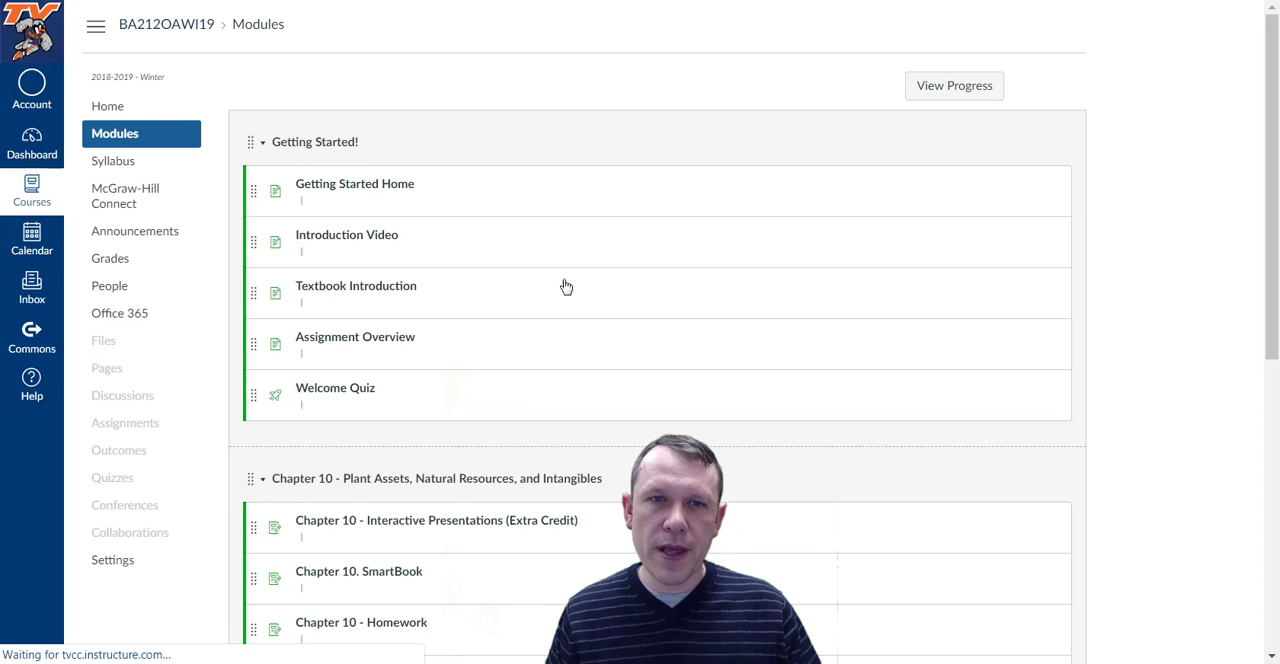 TV
BA212OAWI19 > Modules
2018-2019 - Winter
View Progress
Account
Dashboard
Courses
Calendar
Inbox
Commons
Help
Home
Modules
Syllabus
McGraw-Hill
Connect
Announcements
Grades
People
Office 365
Files
Pages
Discussions
Assignments
Outcomes
Quizzes
Conferences
Collaborations
Settings
Getting Started!
Getting Started Home
Introduction Video
Textbook Introduction
Assignment Overview
Welcome Quiz
Chapter 10 - Plant Assets, Natural Resources, and Intangibles
Chapter 10 - Interactive Presentations (Extra Credit)
Chapter 10. SmartBook
Chapter 10 - Homework
Waiting for tvcc.instructure.com...